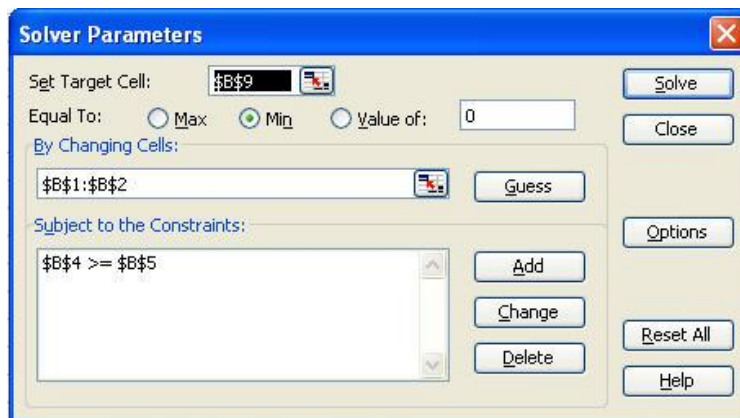 Solver Parameters
Set Target Cell: $B$9 Solve
Equal To: Max Min Value of: 0 Close
By Changing Cells:
$B$1:$B$2 Guess
Subject to the Constraints: Options
$B$4 >= $B$5 Add
Change
Reset All
Delete
Help